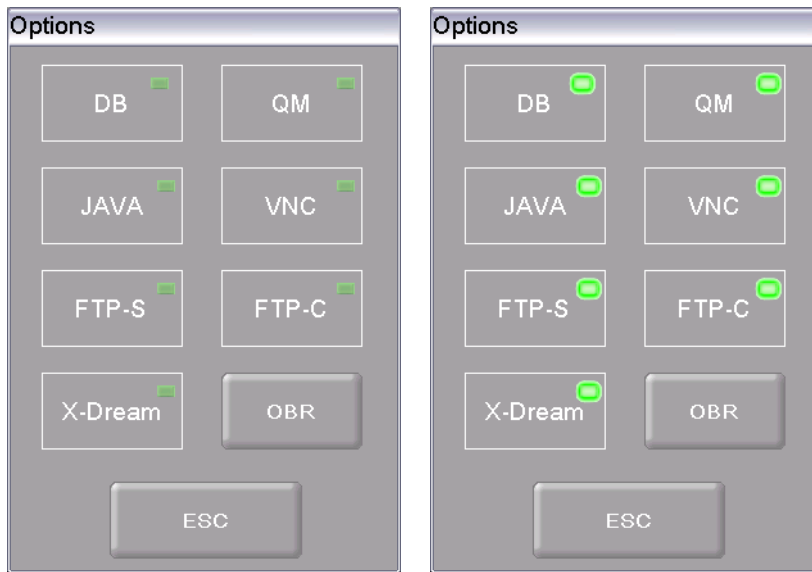 Options
DB QM
JAVA VNC
FTP-S FTP-C
X-Dream OBR
ESC
Options
DB QM
JAVA VNC
FTP-S FTP-C
X-Dream OBR
ESC